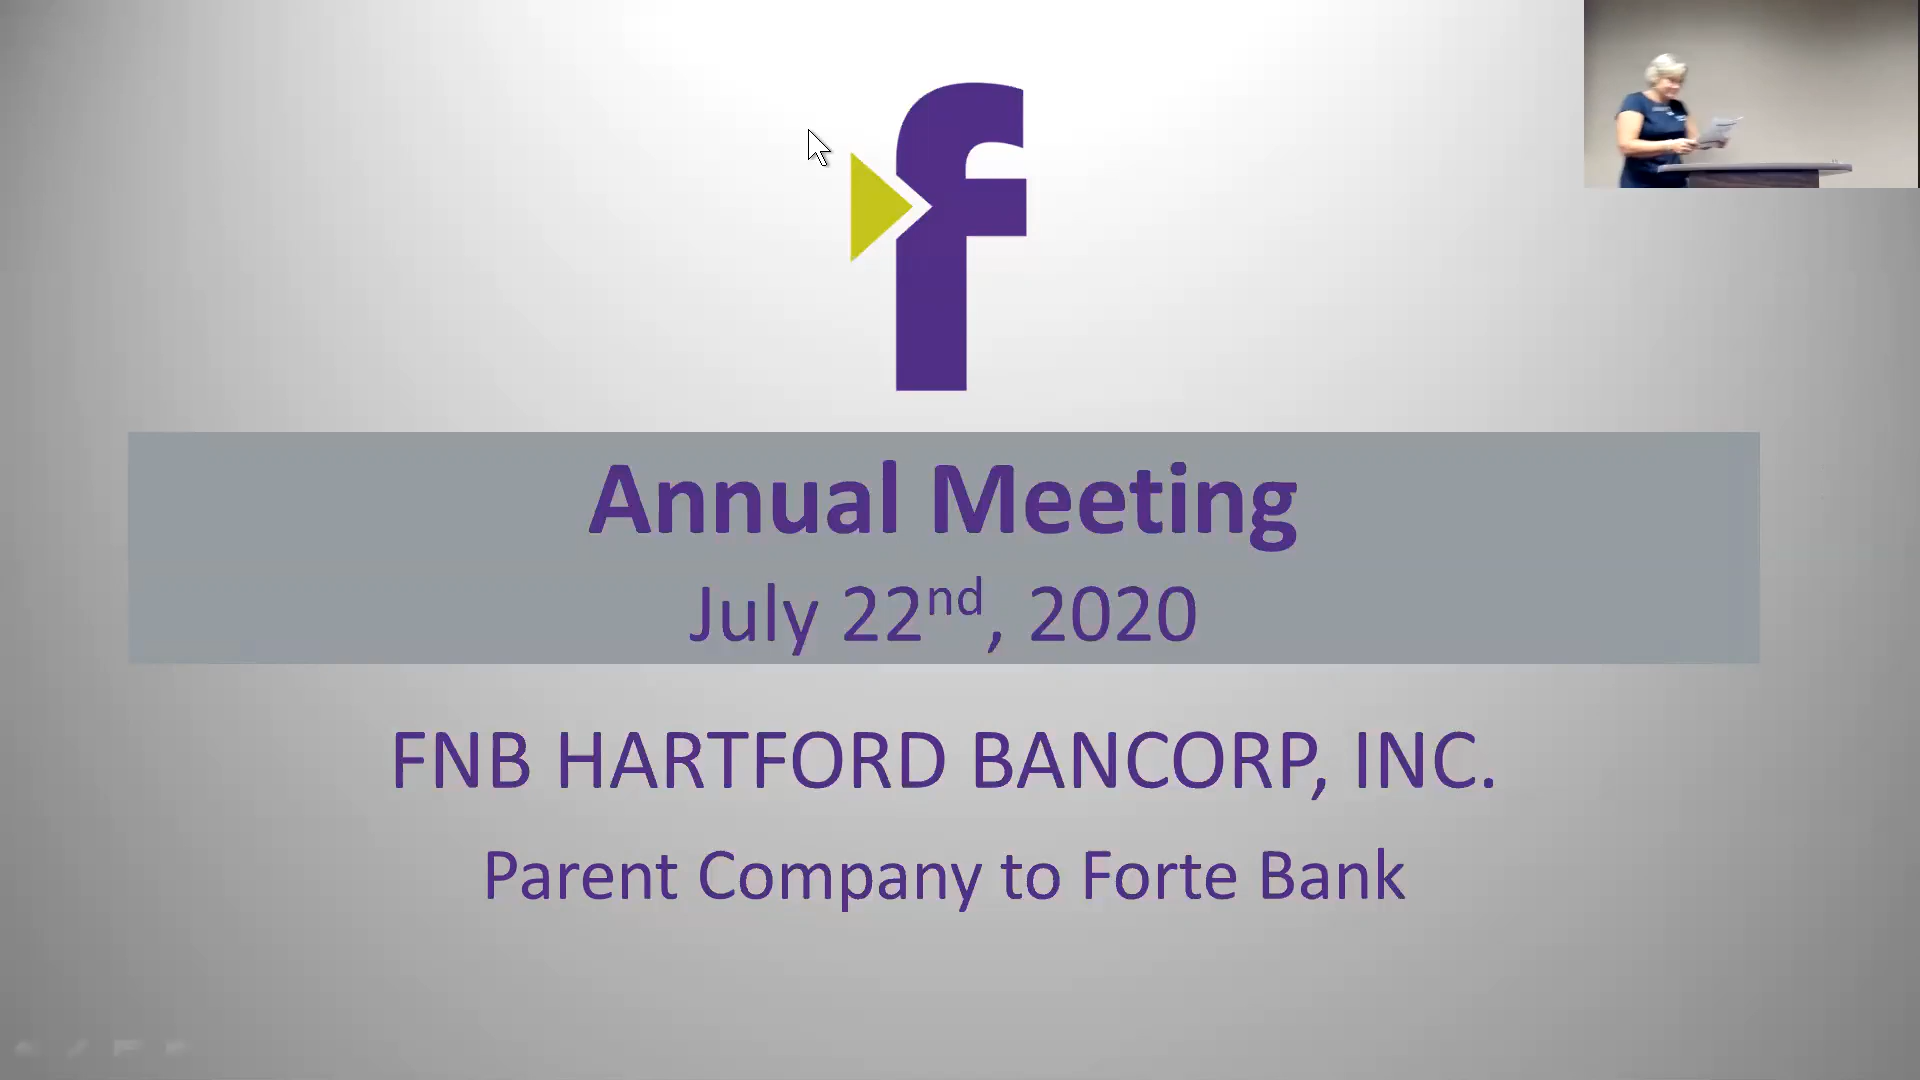 f
Annual Meeting
July 22nd, 2020
FNB HARTFORD BANCORP, INC.
Parent Company to Forte Bank